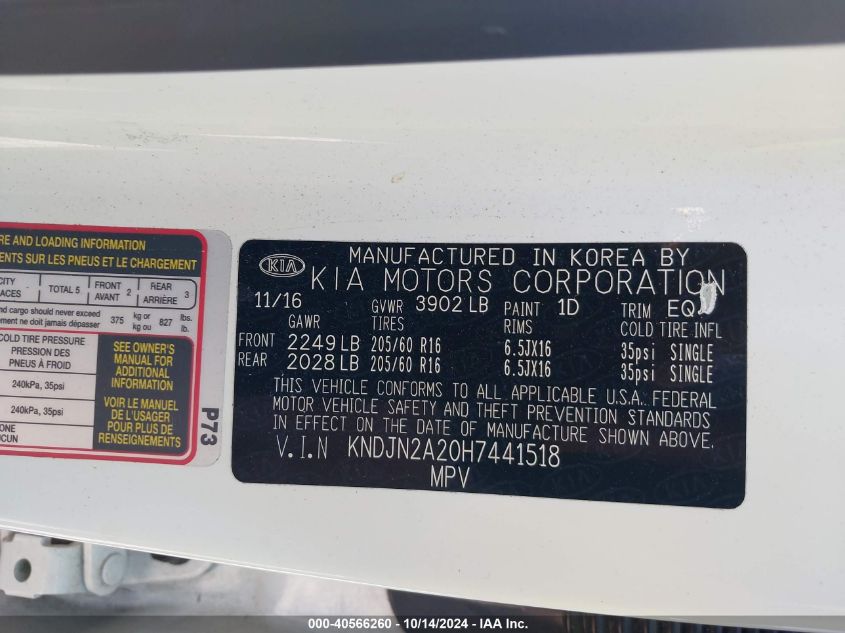 RE AND LOADING INFORMATION
ENTS SUR LES PNEUS ET LE CHARGEMENT
CITY TOTAL 5 FRONT 2 REAR 3
ACES AVANT ARRIÈRE
nd cargo should never exceed 375 kg or 827 lbs.
ement ne doit jamais dépasser kg ou lb.
COLD TIRE PRESSURE
PRESSION DES
PNEUS À FROID
240kPa, 35psi
240kPa, 35psi
ONE
UCUN
SEE OWNER'S
MANUAL FOR
ADDITIONAL
INFORMATION
VOIR LE MANUEL
DE L'USAGER
POUR PLUS DE
RENSEIGNEMENTS
P73
KIA MANUFACTURED IN KOREA BY
KIA MOTORS CORPORATION
11/16 GVWR 3902 LB PAINT 1D TRIM EQ
GAWR TIRES RIMS COLD TIRE INFL
FRONT 2249 LB 205/60 R16 6.5JX16 35psi SINGLE
REAR 2028 LB 205/60 R16 6.5JX16 35psi SINGLE
THIS VEHICLE CONFORMS TO ALL APPLICABLE U.S.A. FEDERAL
MOTOR VEHICLE SAFETY AND THEFT PREVENTION STANDARDS
IN EFFECT ON THE DATE OF MANUFACTURE SHOWN ABOVE.
V.I.N KNDJN2A20H7441518
MPV
000-40566260 - 10/14/2024 - IAA Inc.